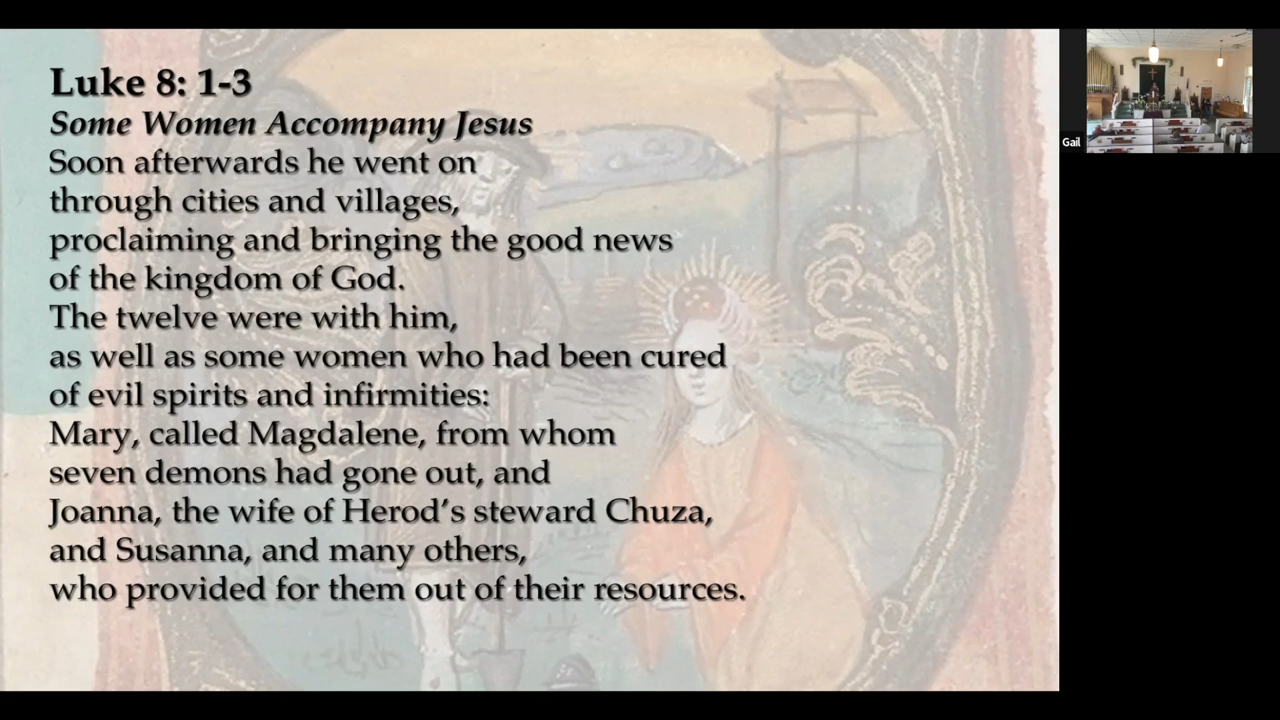 Luke 8: 1-3
Some Women Accompany Jesus
Soon afterwards he went on
through cities and villages,
proclaiming and bringing the good news
of the kingdom of God.
The twelve were with him,
as well as some women who had been cured
of evil spirits and infirmities:
Mary, called Magdalene, from whom
seven demons had gone out, and
Joanna, the wife of Herod’s steward Chuza,
and Susanna, and many others,
who provided for them out of their resources.
Gail